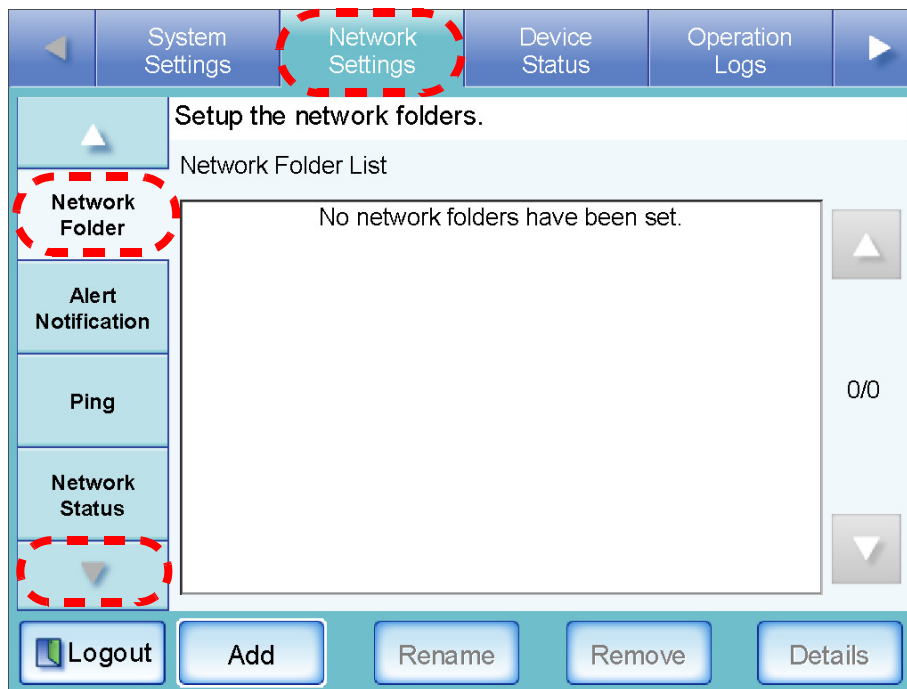 System Settings
Network Settings
Device Status
Operation Logs
Setup the network folders.
Network Folder List
No network folders have been set.
Network Folder
Alert Notification
Ping
Network Status
0/0
Logout
Add
Rename
Remove
Details